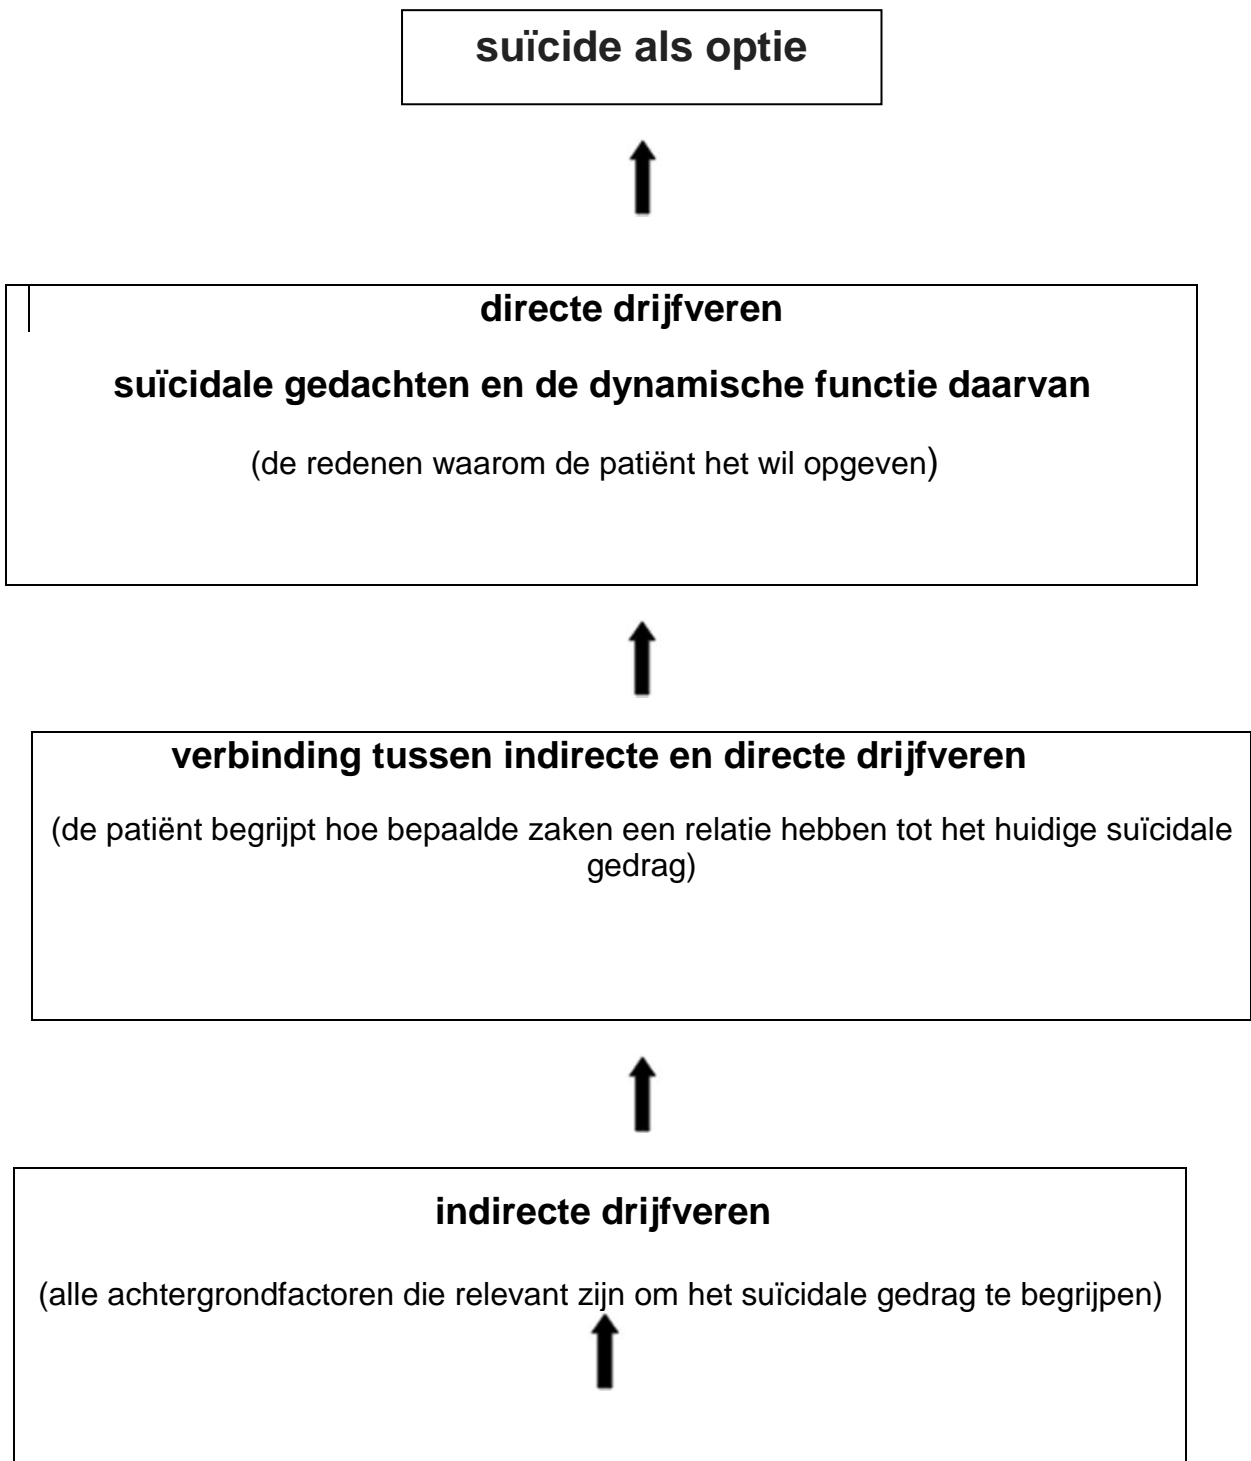 suïcide als optie
directe drijfveren
suïcidale gedachten en de dynamische functie daarvan
(de redenen waarom de patiënt het wil opgeven)
verbinding tussen indirecte en directe drijfveren
(de patiënt begrijpt hoe bepaalde zaken een relatie hebben tot het huidige suïcidale
gedrag)
indirecte drijfveren
(alle achtergrondfactoren die relevant zijn om het suïcidale gedrag te begrijpen)